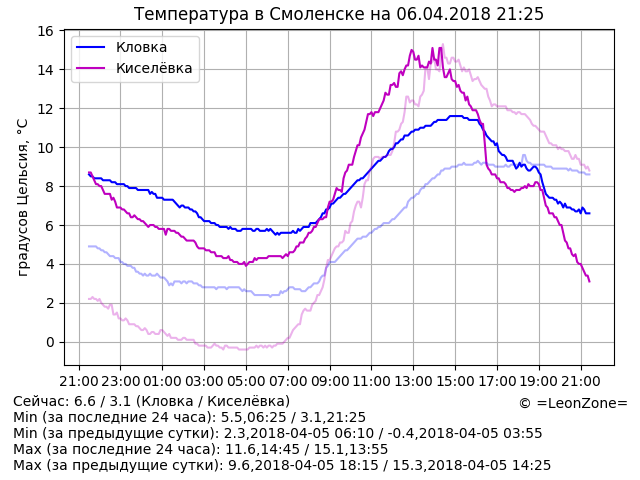 Температура в Смоленске на 06.04.2018 21:25
Кловка
Киселёвка
градусов Цельсия, °C
16
14
12
10
8
6
4
2
0
21:00 23:00 01:00 03:00 05:00 07:00 09:00 11:00 13:00 15:00 17:00 19:00 21:00
Сейчас: 6.6 / 3.1 (Кловка / Киселёвка)
© =LeonZone=
Min (за последние 24 часа): 5.5,06:25 / 3.1,21:25
Min (за предыдущие сутки): 2.3,2018-04-05 06:10 / -0.4,2018-04-05 03:55
Max (за последние 24 часа): 11.6,14:45 / 15.1,13:55
Max (за предыдущие сутки): 9.6,2018-04-05 18:15 / 15.3,2018-04-05 14:25